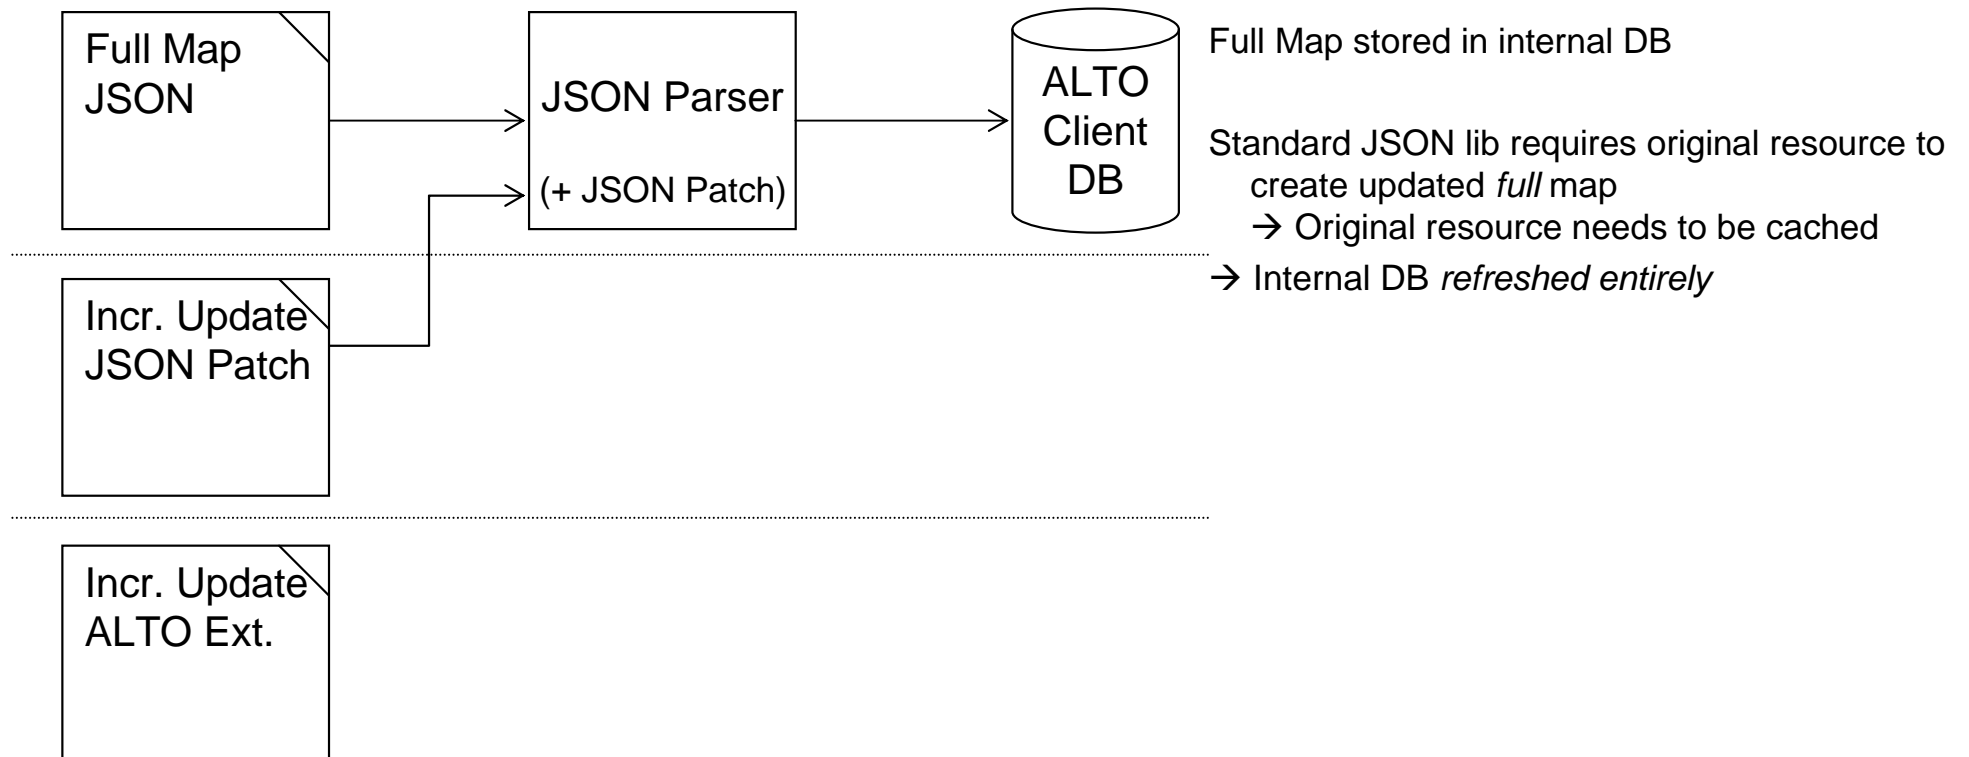 Full Map
JSON
JSON Parser
(+ JSON Patch)
ALTO
Client
DB
Full Map stored in internal DB
Standard JSON lib requires original resource to
create updated full map
→ Original resource needs to be cached
→ Internal DB refreshed entirely
Incr. Update
JSON Patch
Incr. Update
ALTO Ext.